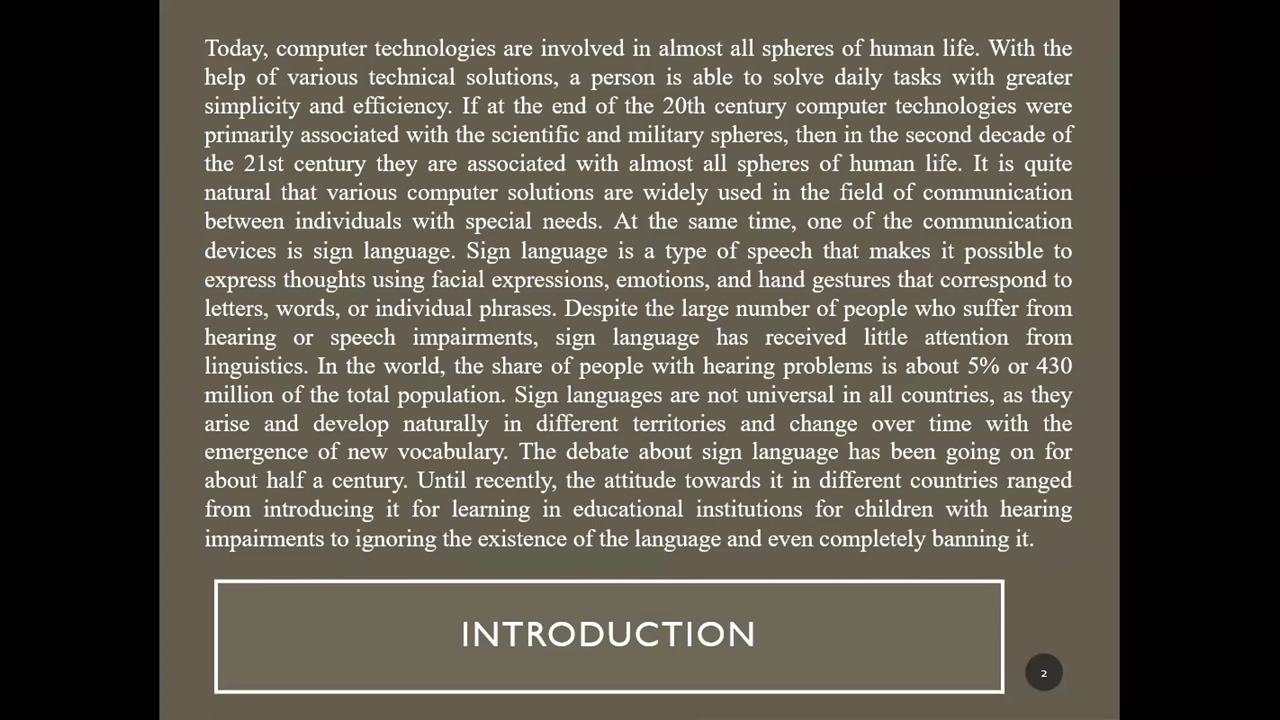 Today, computer technologies are involved in almost all spheres of human life. With the
help of various technical solutions, a person is able to solve daily tasks with greater
simplicity and efficiency. If at the end of the 20th century computer technologies were
primarily associated with the scientific and military spheres, then in the second decade of
the 21st century they are associated with almost all spheres of human life. It is quite
natural that various computer solutions are widely used in the field of communication
between individuals with special needs. At the same time, one of the communication
devices is sign language. Sign language is a type of speech that makes it possible to
express thoughts using facial expressions, emotions, and hand gestures that correspond to
letters, words, or individual phrases. Despite the large number of people who suffer from
hearing or speech impairments, sign language has received little attention from
linguistics. In the world, the share of people with hearing problems is about 5% or 430
million of the total population. Sign languages are not universal in all countries, as they
arise and develop naturally in different territories and change over time with the
emergence of new vocabulary. The debate about sign language has been going on for
about half a century. Until recently, the attitude towards it in different countries ranged
from introducing it for learning in educational institutions for children with hearing
impairments to ignoring the existence of the language and even completely banning it.
INTRODUCTION
2